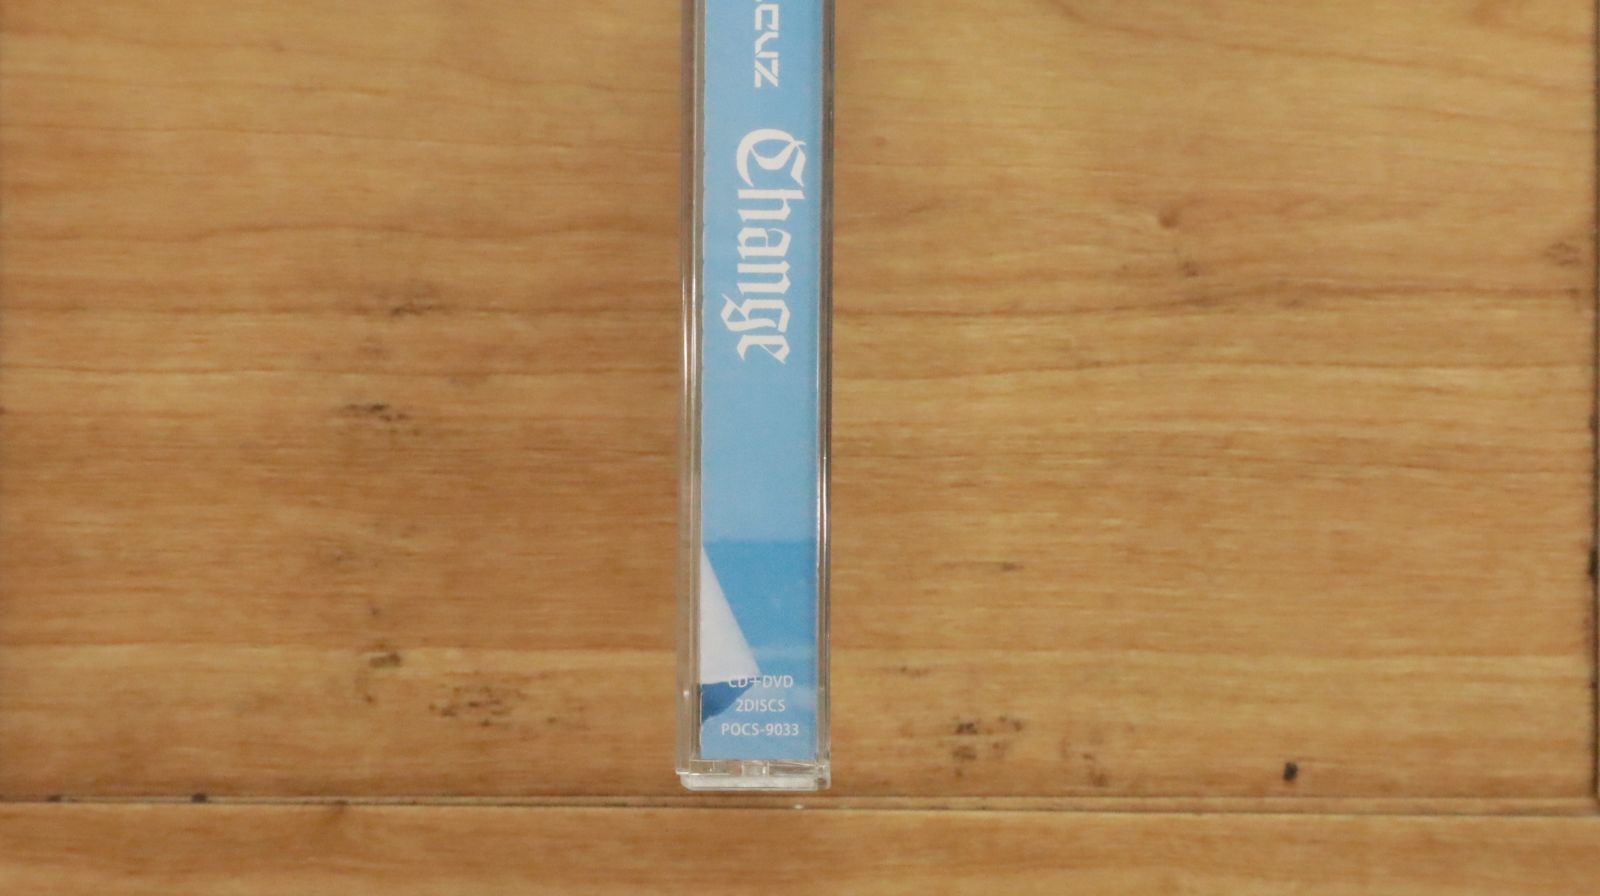 Change
CD+DVD
2DISCS
POCS-9033